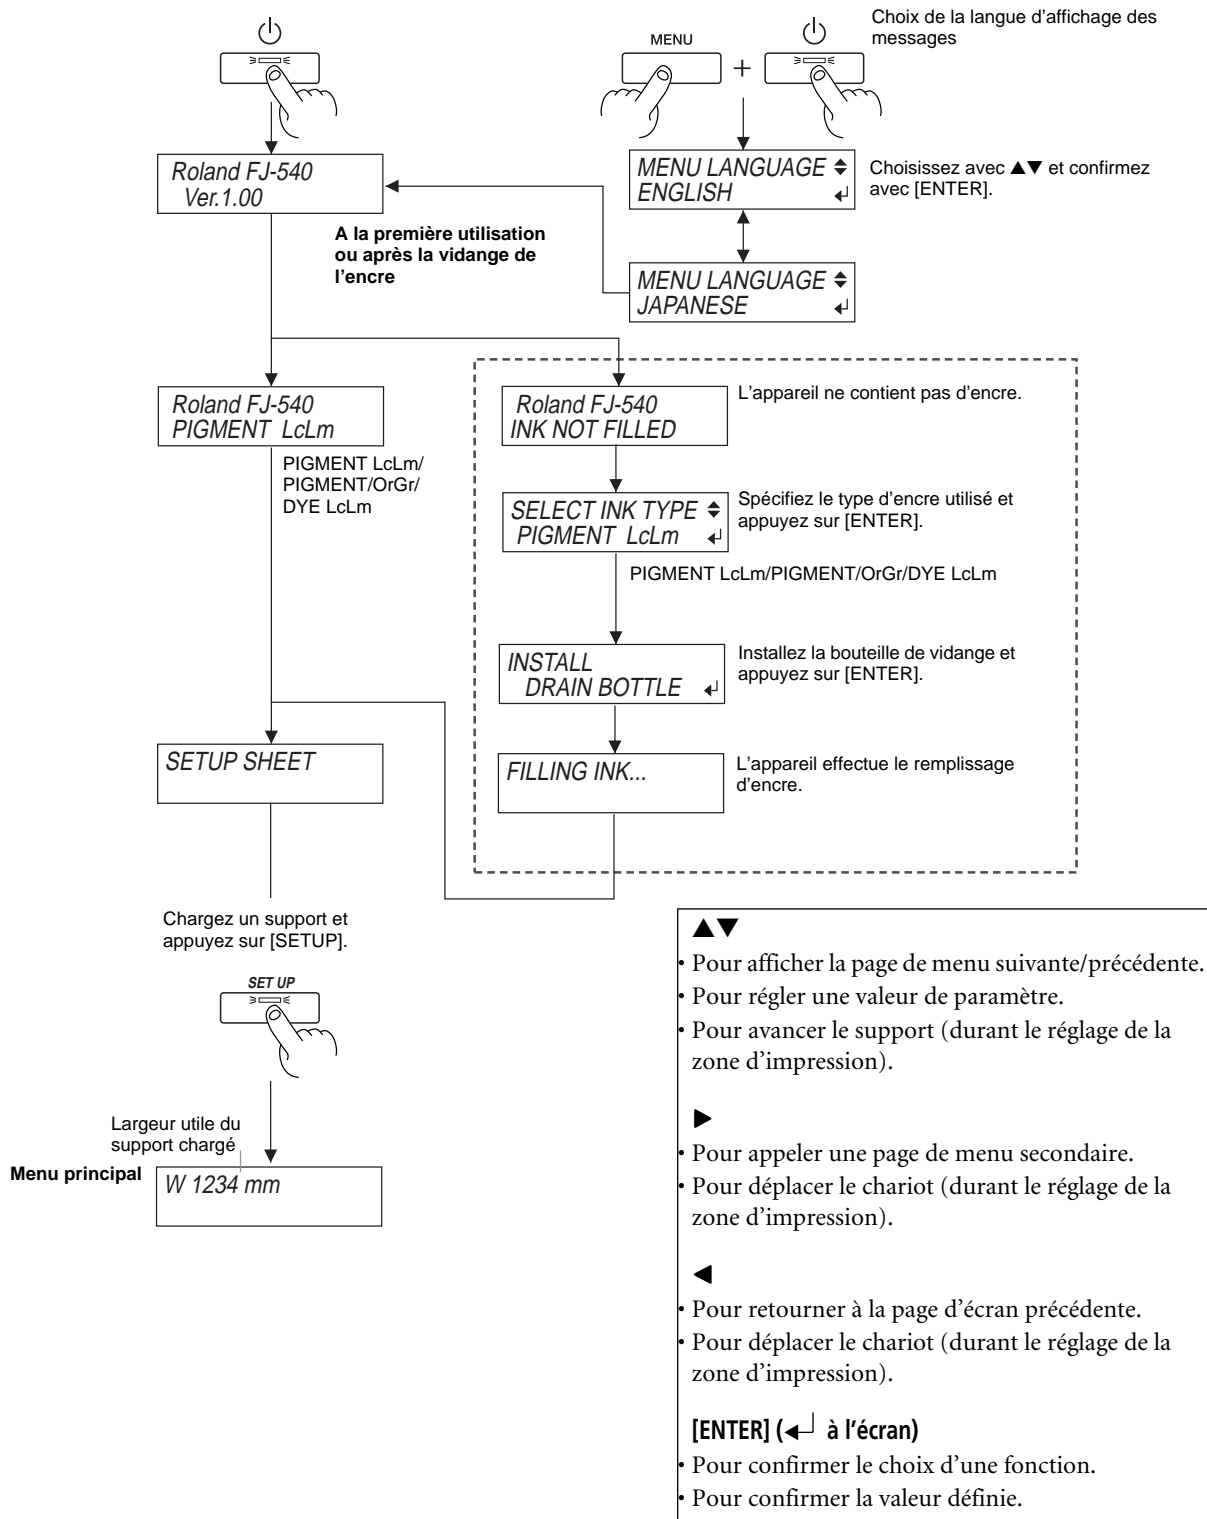 Choix de la langue d'affichage des
messages
MENU
+
Roland FJ-540
Ver.1.00
MENU LANGUAGE
ENGLISH
Choisissez avec ▲▼ et confirmez
avec [ENTER].
A la première utilisation
ou après la vidange de
l'encre
MENU LANGUAGE
JAPANESE
Roland FJ-540
PIGMENT LcLm
PIGMENT LcLm/
PIGMENT/OrGr/
DYE LcLm
Roland FJ-540
INK NOT FILLED
L'appareil ne contient pas d'encre.
SELECT INK TYPE
PIGMENT LcLm
Spécifiez le type d'encre utilisé et
appuyez sur [ENTER].
PIGMENT LcLm/PIGMENT/OrGr/DYE LcLm
INSTALL
DRAIN BOTTLE
Installez la bouteille de vidange et
appuyez sur [ENTER].
SETUP SHEET
FILLING INK...
L'appareil effectue le remplissage
d'encre.
Chargez un support et
appuyez sur [SETUP].
SET UP
Largeur utile du
support chargé
Menu principal
W 1234 mm
▲▼
• Pour afficher la page de menu suivante/précédente.
• Pour régler une valeur de paramètre.
• Pour avancer le support (durant le réglage de la
zone d'impression).
▶
• Pour appeler une page de menu secondaire.
• Pour déplacer le chariot (durant le réglage de la
zone d'impression).
◀
• Pour retourner à la page d'écran précédente.
• Pour déplacer le chariot (durant le réglage de la
zone d'impression).
[ENTER] (↵ à l'écran)
• Pour confirmer le choix d'une fonction.
• Pour confirmer la valeur définie.